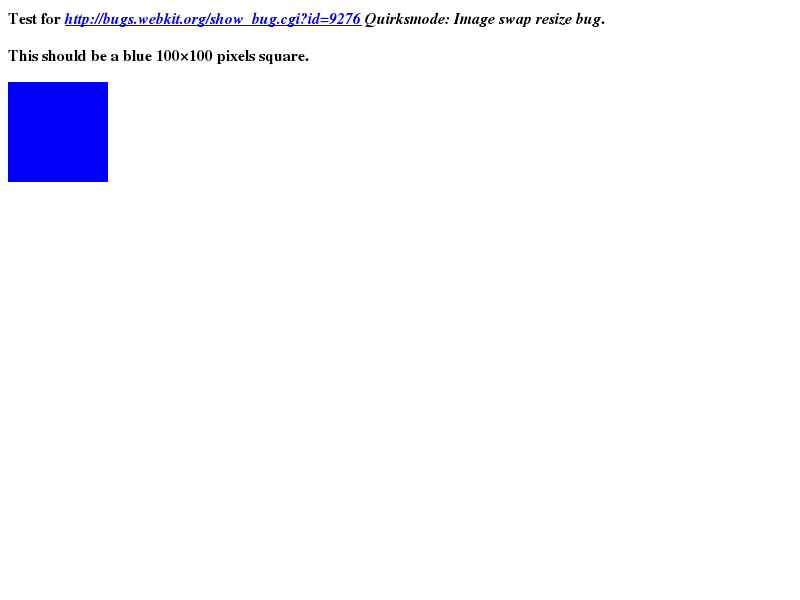 Test for http://bugs.webkit.org/show_bug.cgi?id=9276 Quirksmode: Image swap resize bug.
This should be a blue 100×100 pixels square.